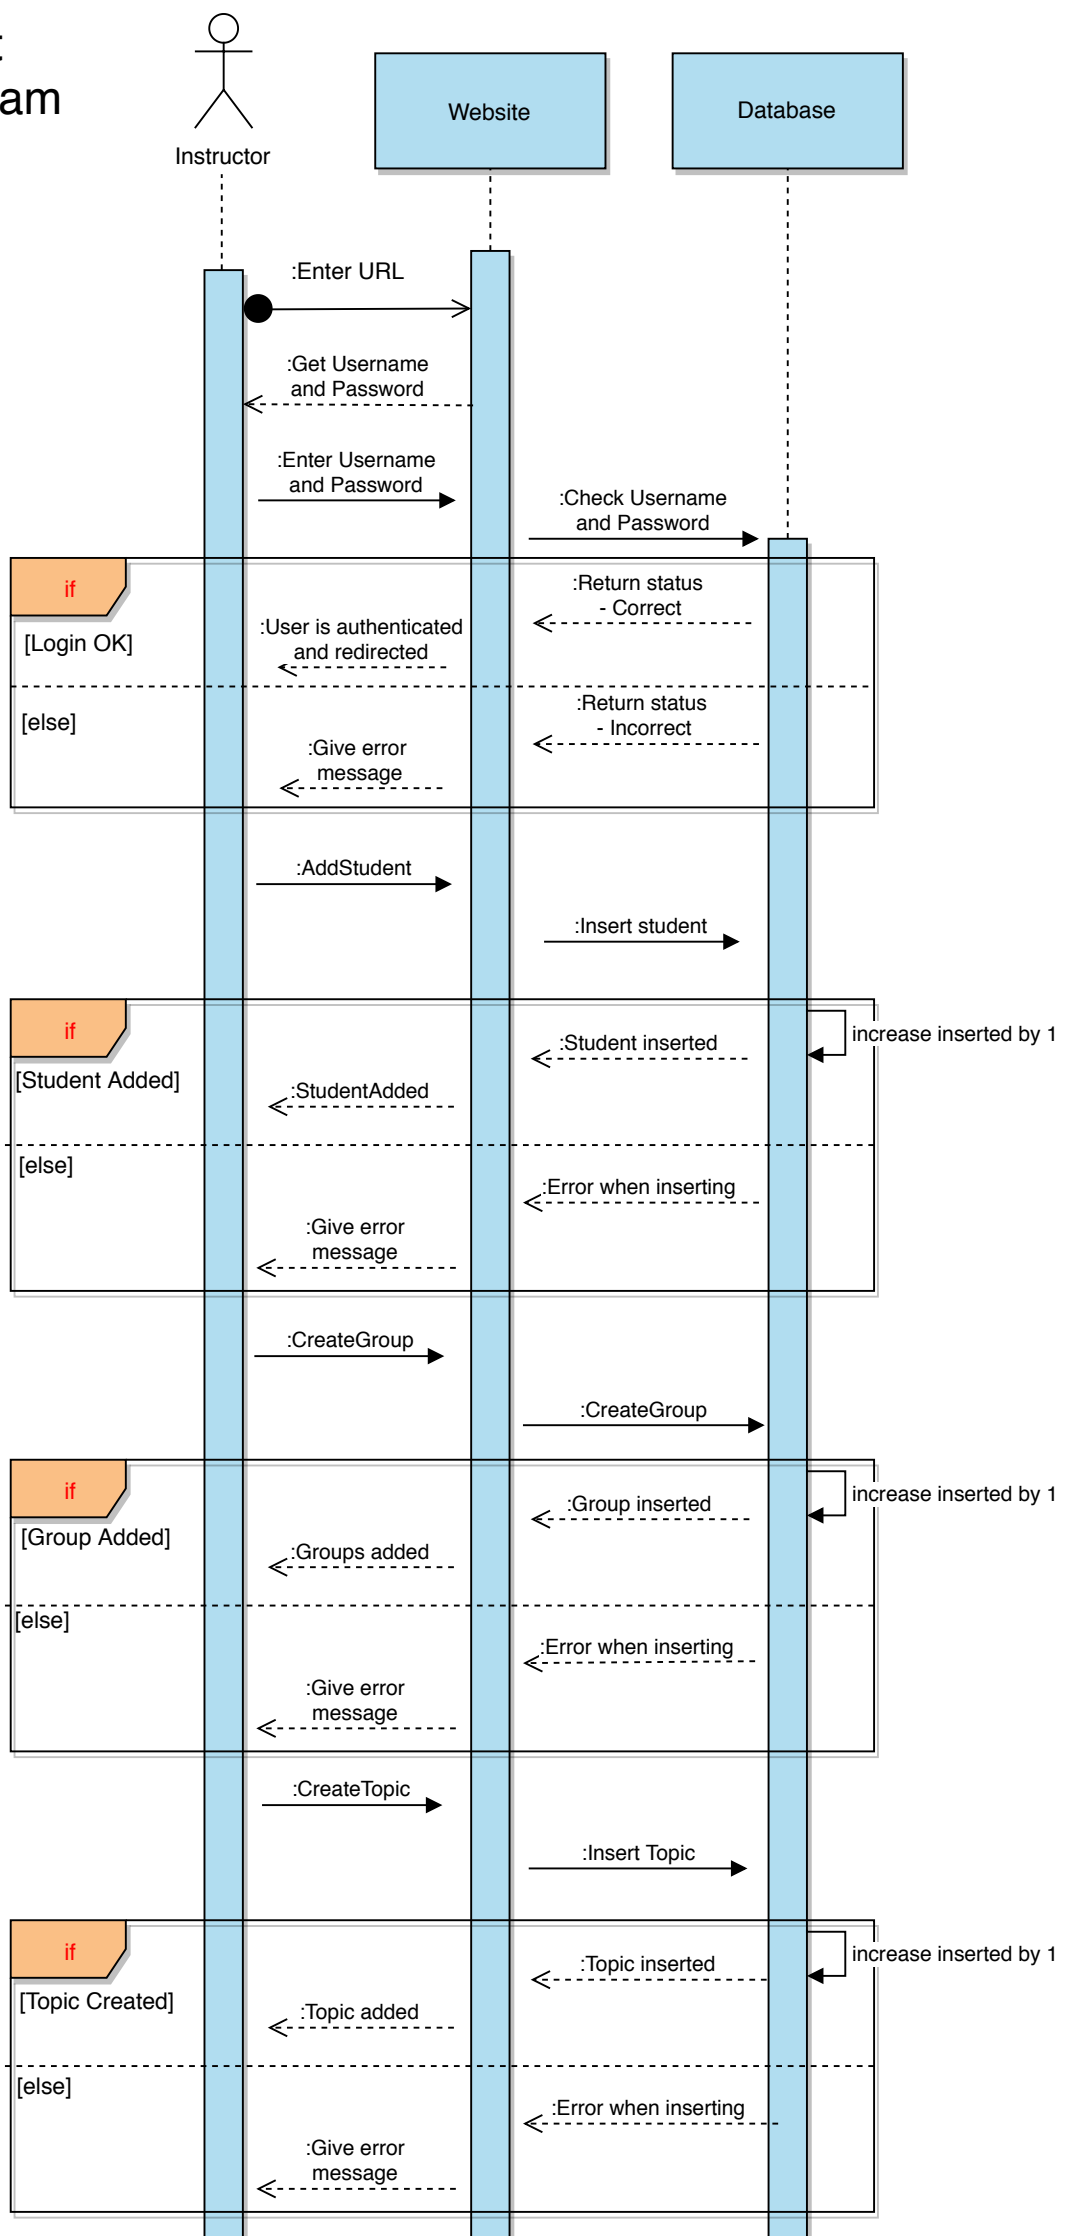 am
Instructor
Website
Database
:Enter URL
:Get Username
and Password
:Enter Username
and Password
:Check Username
and Password
if
[Login OK]
:Return status
- Correct
:User is authenticated
and redirected
[else]
:Return status
- Incorrect
:Give error
message
:AddStudent
:Insert student
if
[Student Added]
increase inserted by 1
:Student inserted
:StudentAdded
[else]
:Error when inserting
:Give error
message
:CreateGroup
:CreateGroup
if
[Group Added]
increase inserted by 1
:Group inserted
:Groups added
[else]
:Error when inserting
:Give error
message
:CreateTopic
:Insert Topic
if
[Topic Created]
increase inserted by 1
:Topic inserted
:Topic added
[else]
:Error when inserting
:Give error
message